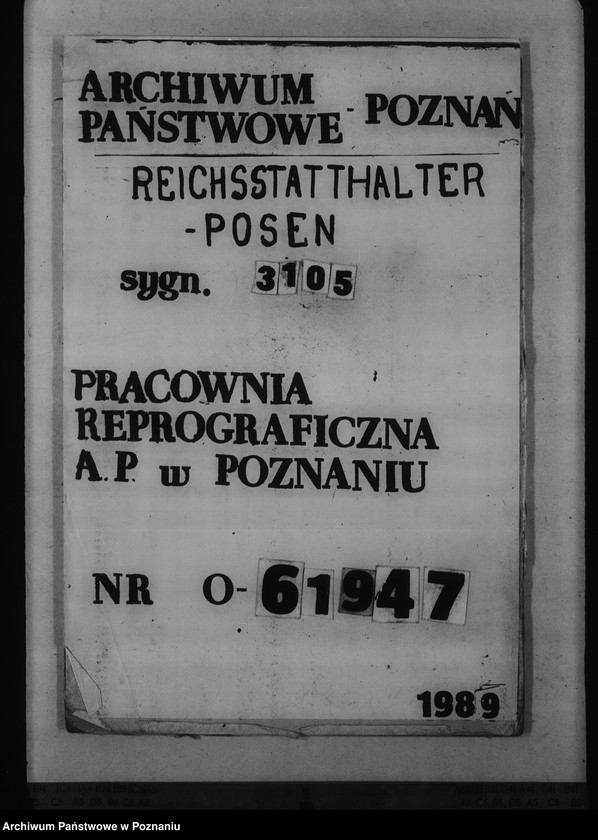 ARCHIWUM
PAŃSTWOWE - POZNAŃ
REICHSSTATTHALTER
-POSEN
sygn. 3105
PRACOWNIA
REPROGRAFICZNA
A.P. w POZNANIU
NR O-61947
1989
Archiwum Państwowe w Poznaniu